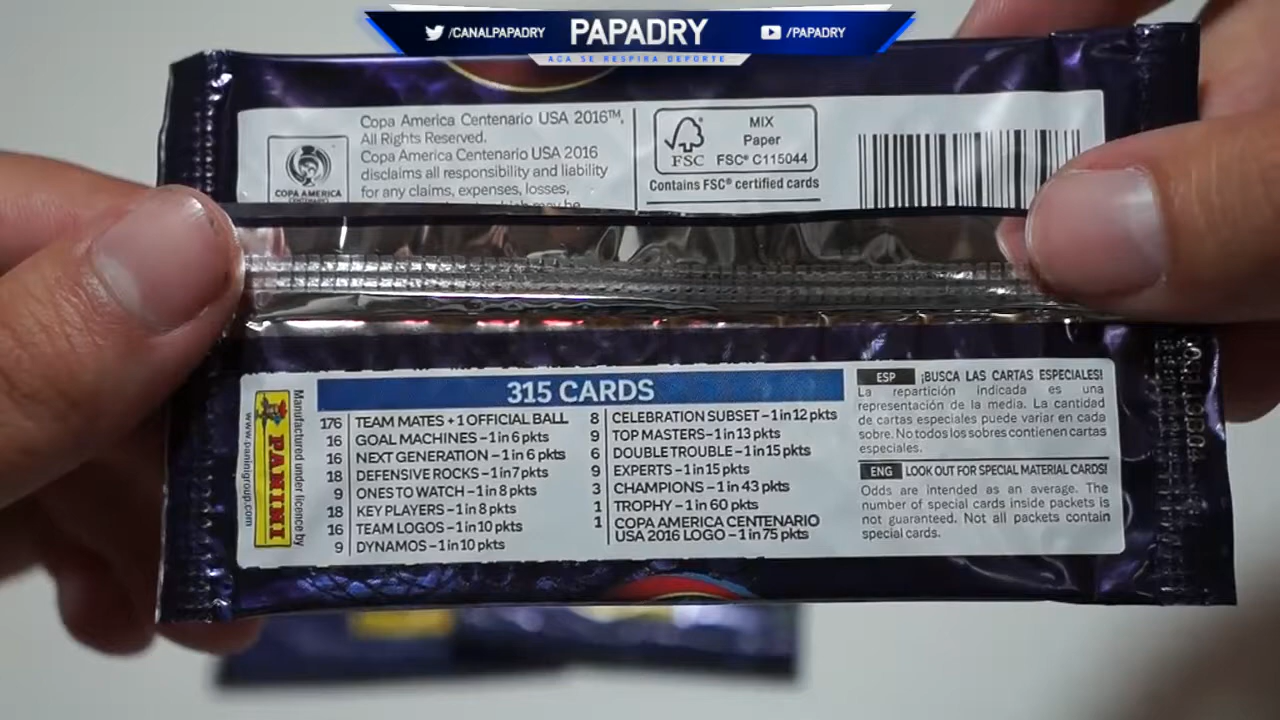 /CANALPAPADRY
PAPADRY
/PAPADRY
ACA SE RESPIRA DEPORTE
Copa America Centenario USA 2016™,
All Rights Reserved.
Copa America Centenario USA 2016
disclaims all responsibility and liability
for any claims, expenses, losses,
which may be
COPA AMERICA
CENTENARIO
FSC
MIX
Paper
FSC® C115044
Contains FSC® certified cards
Manufactured under licence by
PANINI
www.paninigroup.com
315 CARDS
176 TEAM MATES + 1 OFFICIAL BALL
16 GOAL MACHINES – 1 in 6 pkts
16 NEXT GENERATION – 1 in 6 pkts
18 DEFENSIVE ROCKS – 1 in 7 pkts
9 ONES TO WATCH – 1 in 8 pkts
18 KEY PLAYERS – 1 in 8 pkts
16 TEAM LOGOS – 1 in 10 pkts
9 DYNAMOS – 1 in 10 pkts
8 CELEBRATION SUBSET – 1 in 12 pkts
9 TOP MASTERS – 1 in 13 pkts
6 DOUBLE TROUBLE – 1 in 15 pkts
9 EXPERTS – 1 in 15 pkts
3 CHAMPIONS – 1 in 43 pkts
1 TROPHY – 1 in 60 pkts
1 COPA AMERICA CENTENARIO
USA 2016 LOGO – 1 in 75 pkts
ESP ¡BUSCA LAS CARTAS ESPECIALES!
La repartición indicada es una
representación de la media. La cantidad
de cartas especiales puede variar en cada
sobre. No todos los sobres contienen cartas
especiales.
ENG LOOK OUT FOR SPECIAL MATERIAL CARDS!
Odds are intended as an average. The
number of special cards inside packets is
not guaranteed. Not all packets contain
special cards.